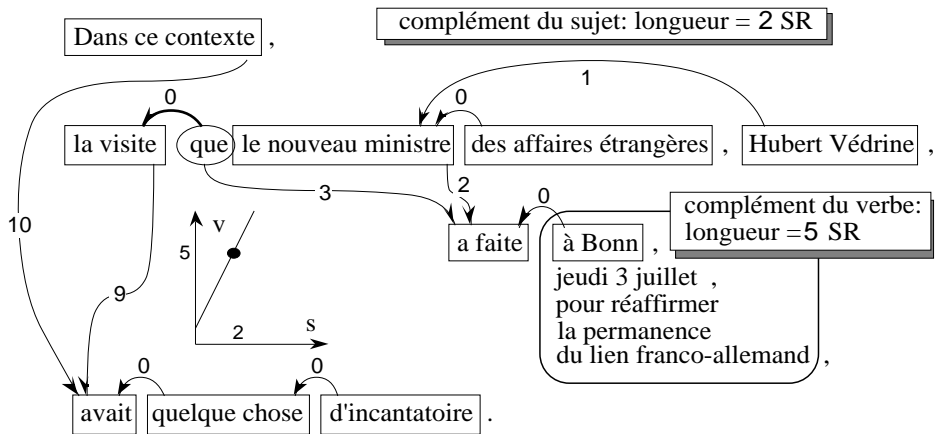 complément du sujet: longueur = 2 SR
Dans ce contexte ,
1
0
0
la visite que le nouveau ministre des affaires étrangères , Hubert Védrine ,
3
2
0
10
complément du verbe:
longueur =5 SR
v
a faite à Bonn ,
5
jeudi 3 juillet ,
9
pour réaffirmer
2
s
la permanence
du lien franco-allemand ,
0
0
avait quelque chose d'incantatoire .